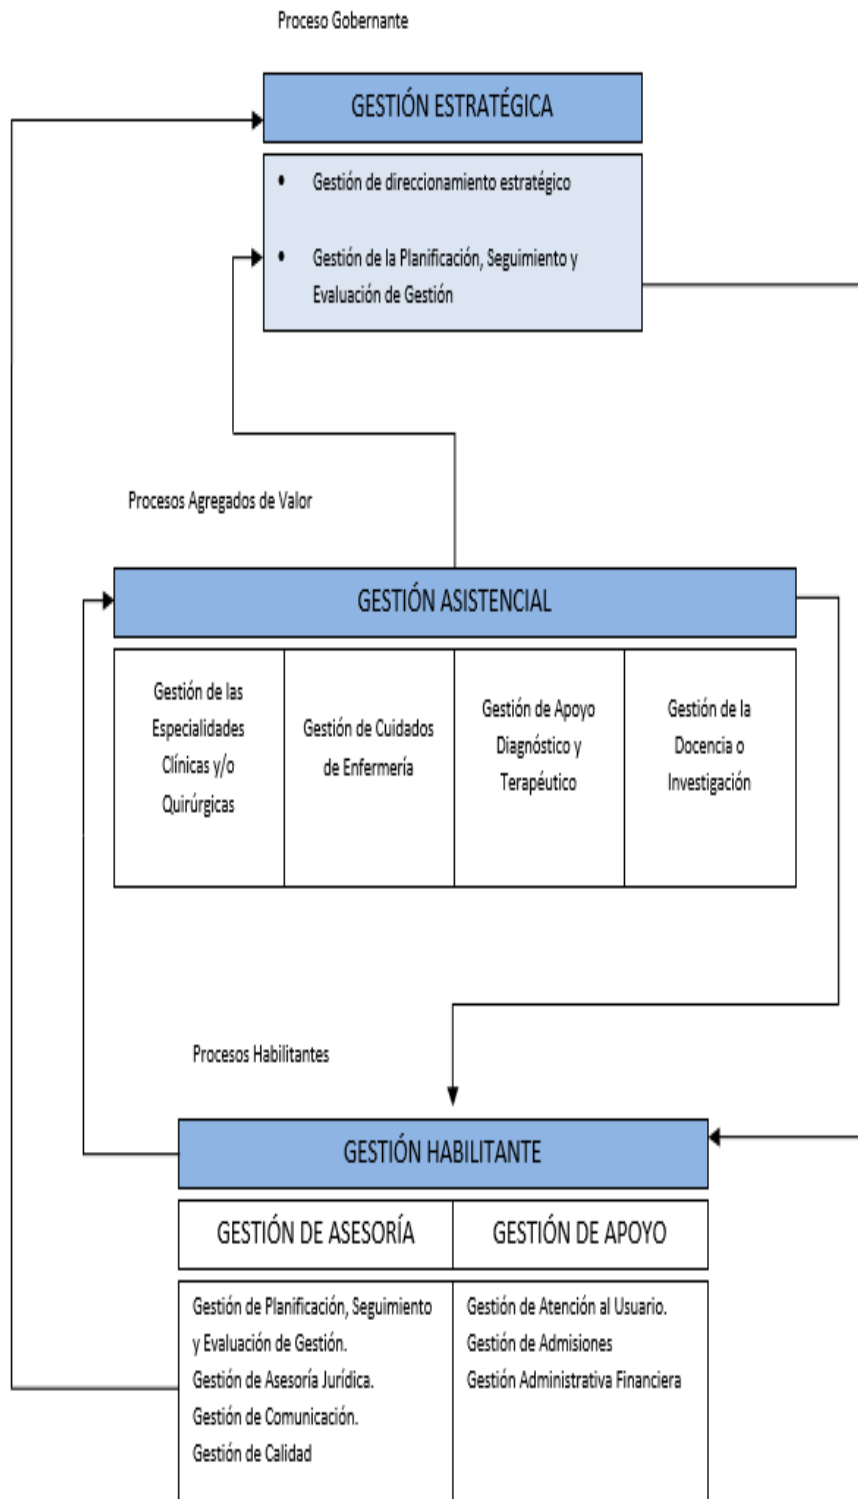 Proceso Gobernante
GESTIÓN ESTRATÉGICA
• Gestión de direccionamiento estratégico
• Gestión de la Planificación, Seguimiento y
Evaluación de Gestión
Procesos Agregados de Valor
GESTIÓN ASISTENCIAL
Gestión de las
Especialidades
Clínicas y/o
Quirúrgicas
Gestión de Cuidados
de Enfermería
Gestión de Apoyo
Diagnóstico y
Terapéutico
Gestión de la
Docencia o
Investigación
Procesos Habilitantes
GESTIÓN HABILITANTE
GESTIÓN DE ASESORÍA
Gestión de Planificación, Seguimiento
y Evaluación de Gestión.
Gestión de Asesoría Jurídica.
Gestión de Comunicación.
Gestión de Calidad
GESTIÓN DE APOYO
Gestión de Atención al Usuario.
Gestión de Admisiones
Gestión Administrativa Financiera